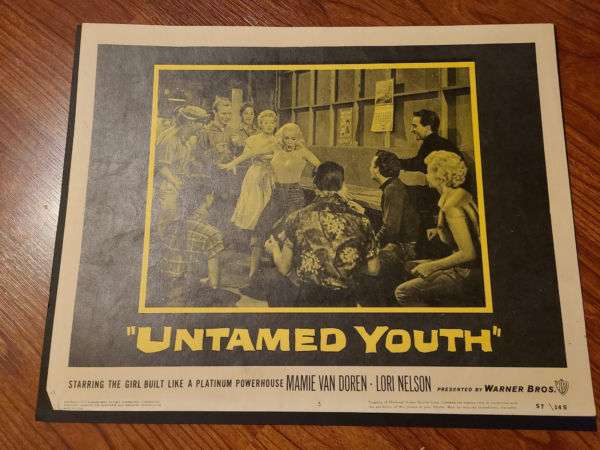 "UNTAMED YOUTH"
STARRING THE GIRL BUILT LIKE A PLATINUM POWERHOUSE MAMIE VAN DOREN · LORI NELSON PRESENTED BY WARNER BROS.
5
57 145